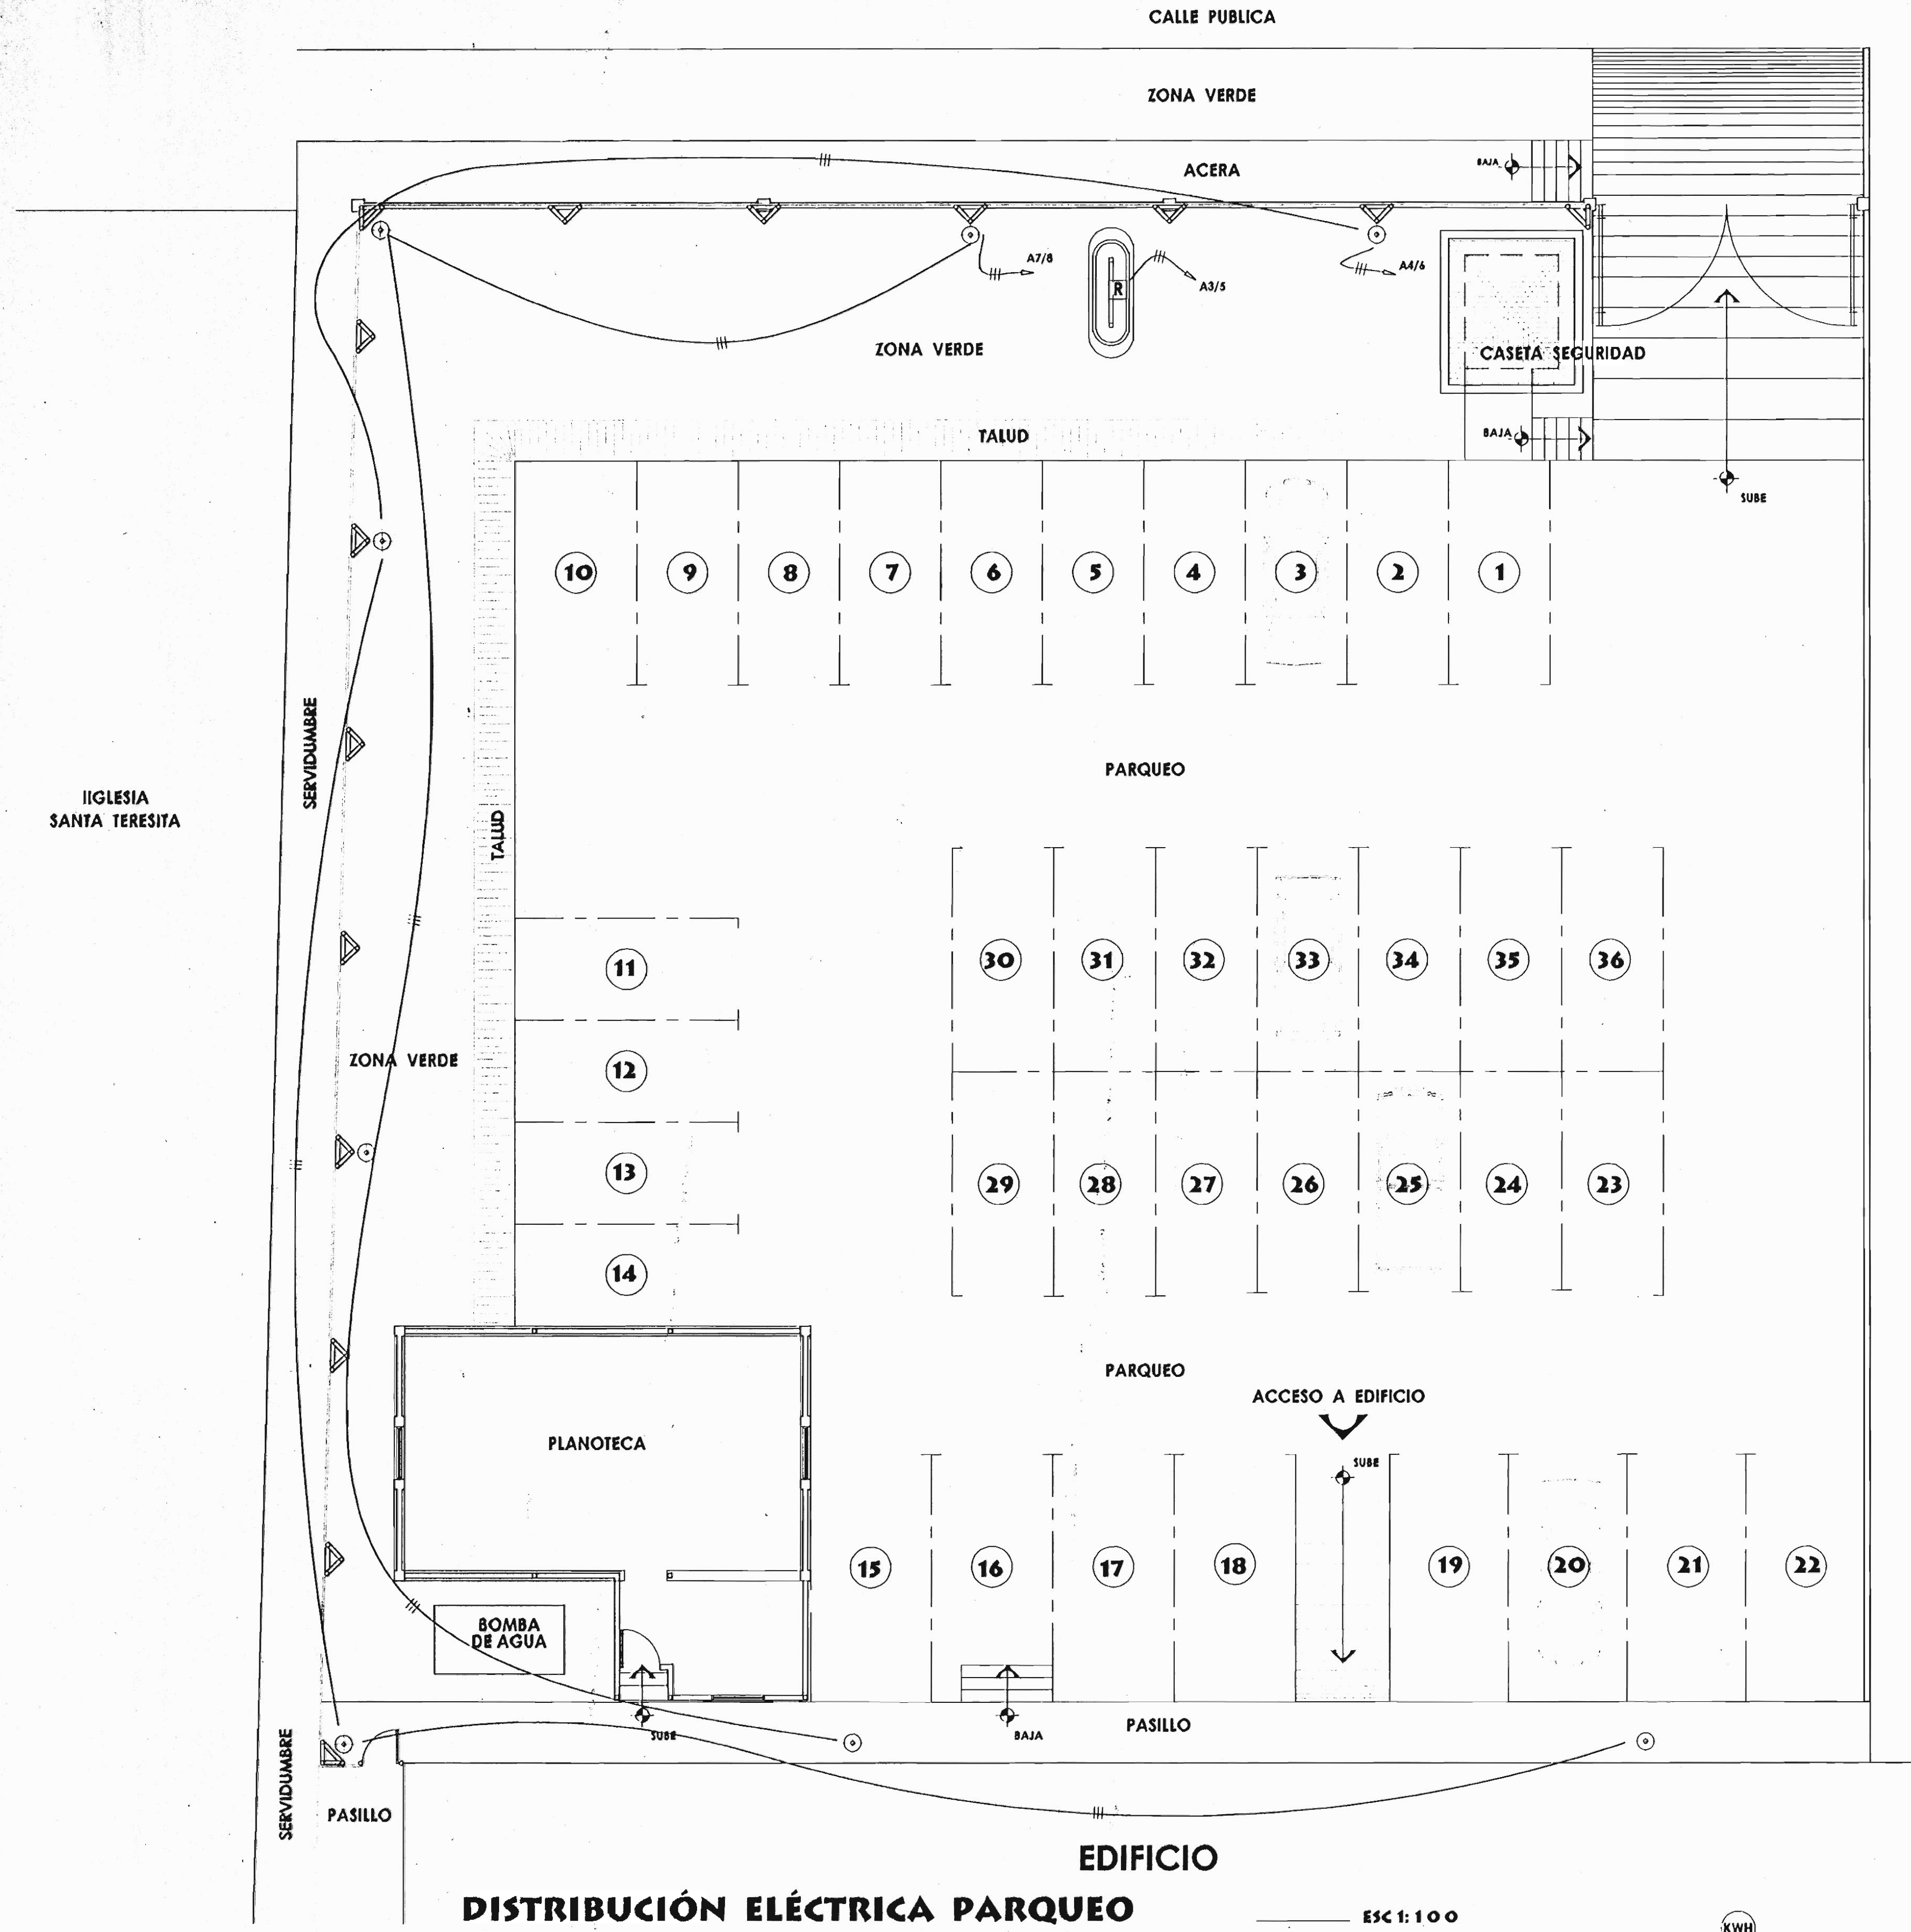 CALLE PUBLICA
ZONA VERDE
ACERA
BAJA
A7/8
R
A3/5
A4/6
ZONA VERDE
CASETA SEGURIDAD
TALUD
BAJA
SUBE
10 9 8 7 6 5 4 3 2 1
SERVIDUMBRE
PARQUEO
IIGLESIA
SANTA TERESITA
TALUD
11
30 31 32 33 34 35 36
ZONA VERDE
12
13
29 28 27 26 25 24 23
14
PARQUEO
ACCESO A EDIFICIO
PLANOTECA
SUBE
15 16 17 18 19 20 21 22
BOMBA
DE AGUA
SUBE
BAJA
PASILLO
SERVIDUMBRE
PASILLO
EDIFICIO
DISTRIBUCIÓN ELÉCTRICA PARQUEO
ESC 1:100
KWH